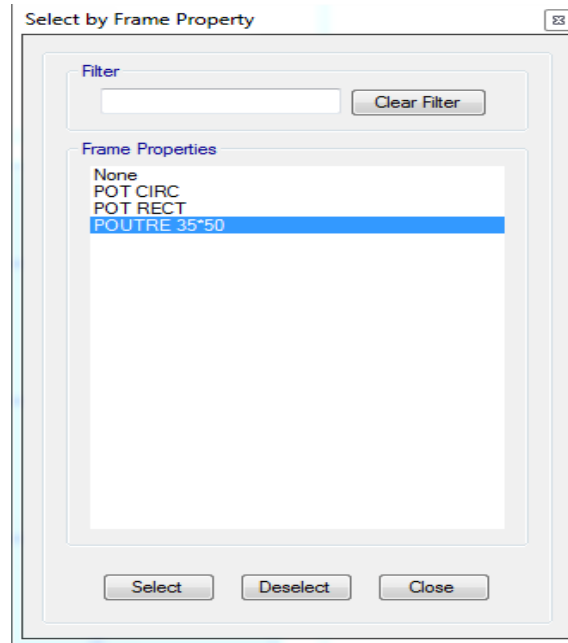 Select by Frame Property
Filter
Clear Filter
Frame Properties
None
POT CIRC
POT RECT
POUTRE 35*50
Select Deselect Close